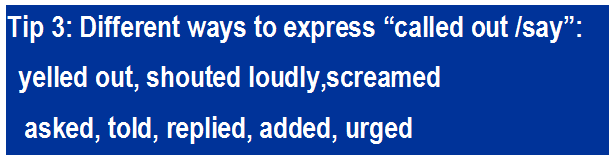 Tip 3: Different ways to express “called out /say”:
yelled out, shouted loudly,screamed
asked, told, replied, added, urged